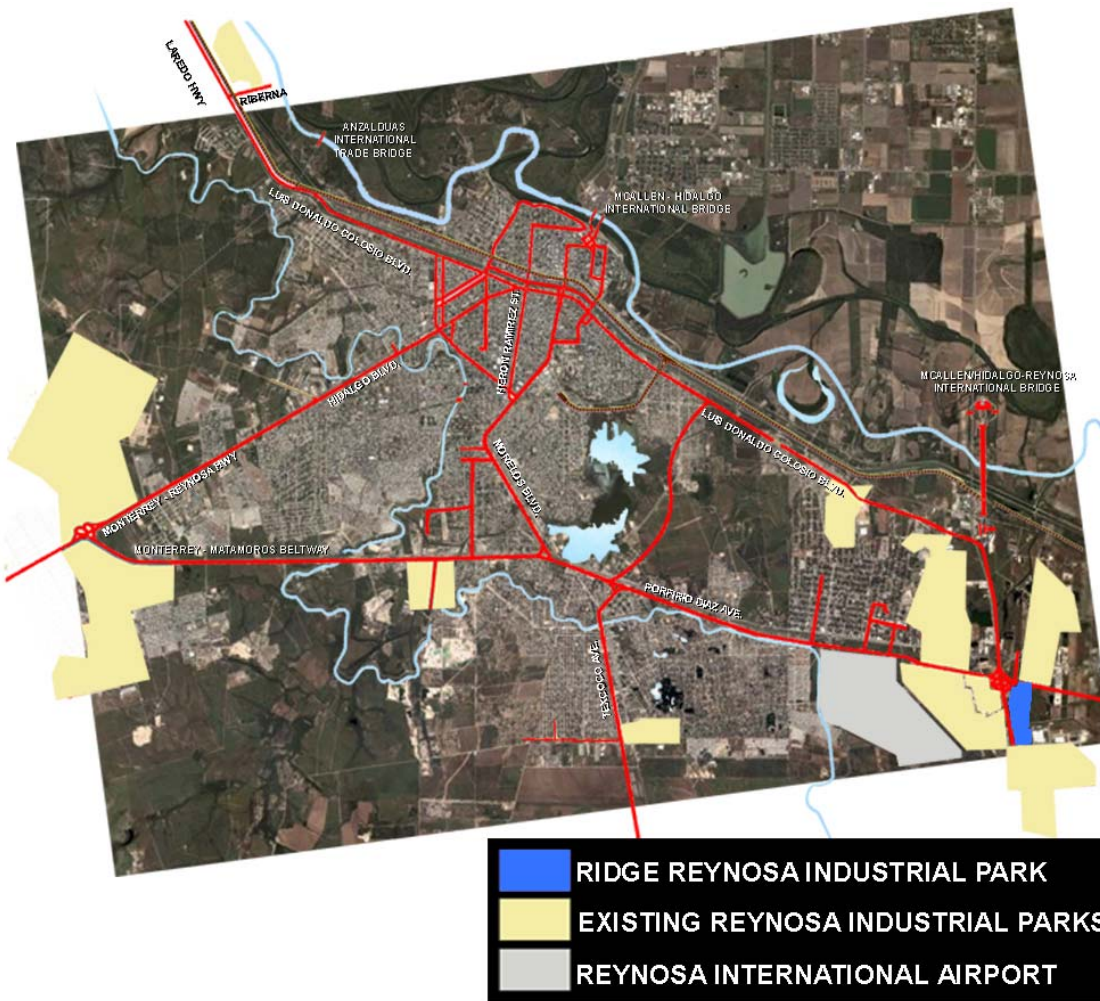 LAREDO HWY
RIBERNA
ANZALDUAS
INTERNATIONAL
TRADE BRIDGE
MCALLEN - HIDALGO
INTERNATIONAL BRIDGE
LUIS DONALDO COLOSIO BLVD.
HERON RAMIREZ ST.
HIDALGO BLVD.
MCALLEN/HIDALGO-REYNOSA
INTERNATIONAL BRIDGE
LUIS DONALDO COLOSIO BLVD.
MORELOS BLVD.
MONTERREY - REYNOSA HWY
MONTERREY - MATAMOROS BELTWAY
PORFIRIO DIAZ AVE.
TEXCOCO AVE.
RIDGE REYNOSA INDUSTRIAL PARK
EXISTING REYNOSA INDUSTRIAL PARKS
REYNOSA INTERNATIONAL AIRPORT